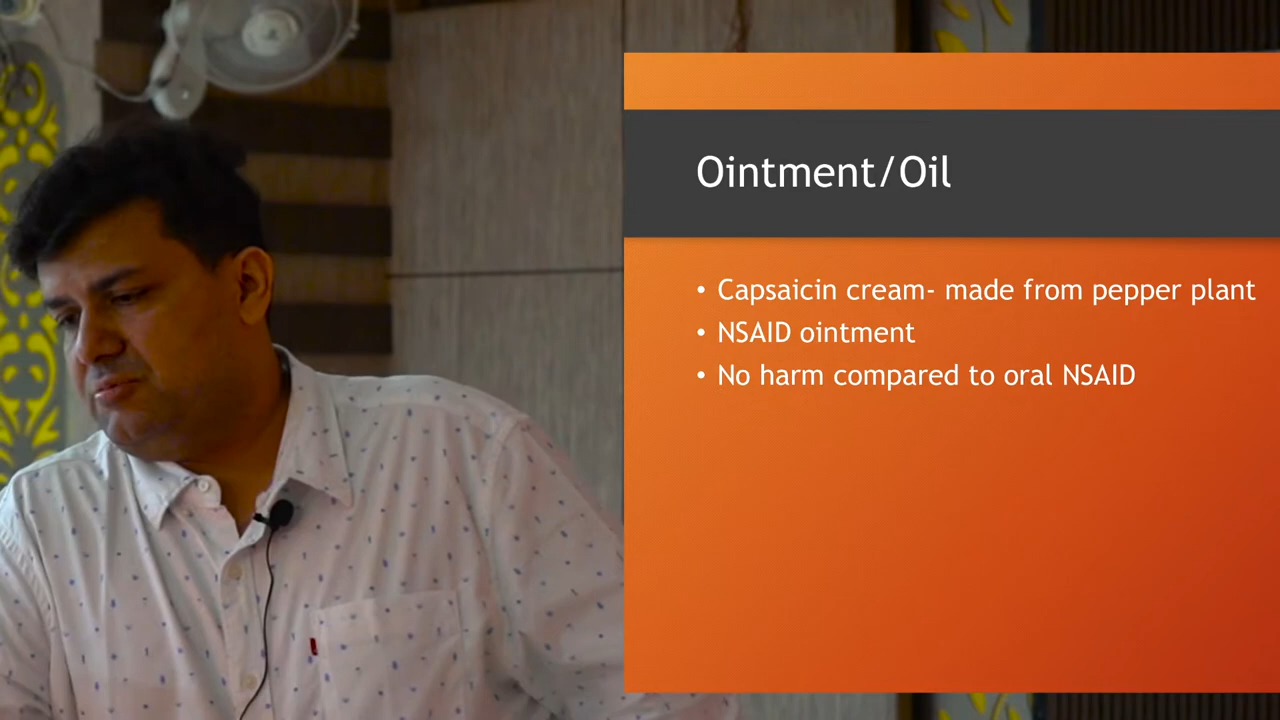 Ointment/Oil
• Capsaicin cream- made from pepper plant
• NSAID ointment
• No harm compared to oral NSAID